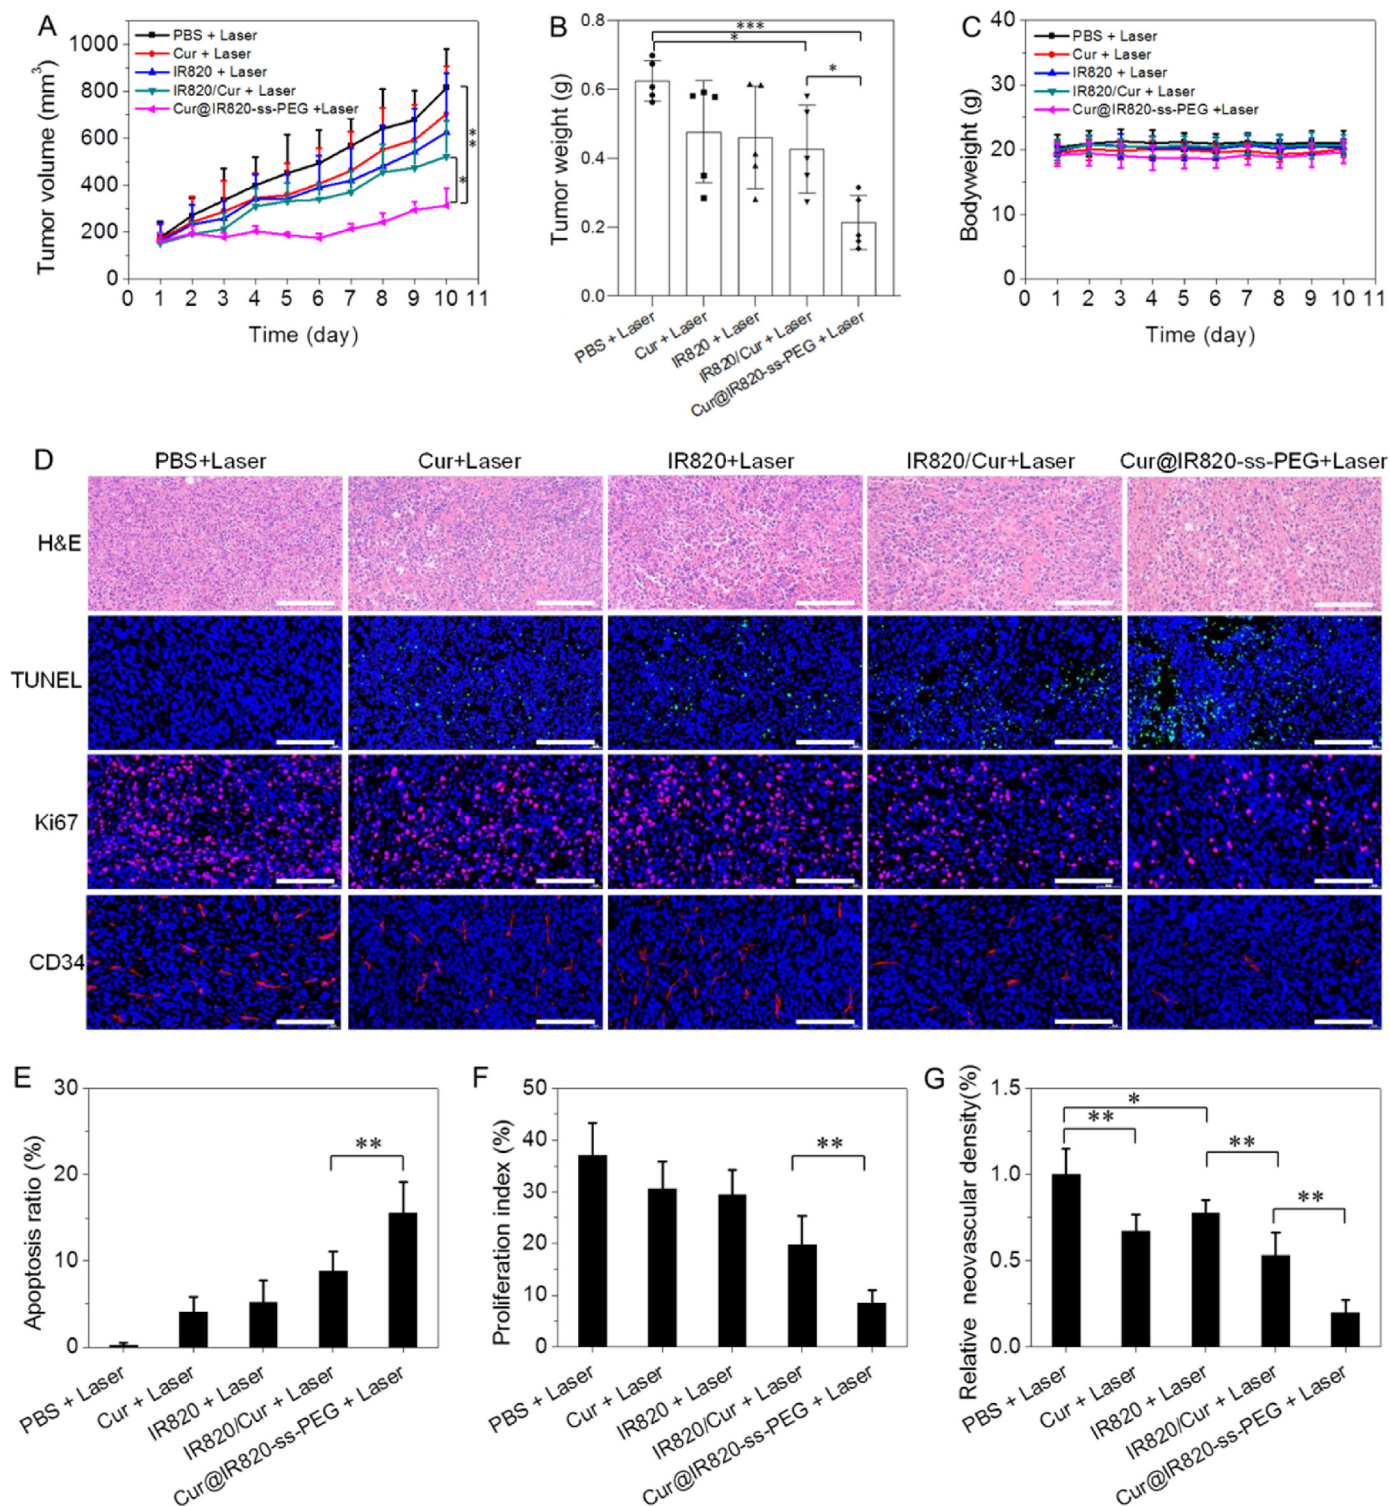 A
PBS + Laser
Cur + Laser
IR820 + Laser
IR820/Cur + Laser
Cur@IR820-ss-PEG +Laser
Tumor volume (mm³)
1000
800
600
400
200
0
**
*
0 1 2 3 4 5 6 7 8 9 10 11
Time (day)
B
***
*
*
Tumor weight (g)
0.8
0.6
0.4
0.2
0.0
PBS + Laser
Cur + Laser
IR820 + Laser
IR820/Cur + Laser
Cur@IR820-ss-PEG + Laser
C
PBS + Laser
Cur + Laser
IR820 + Laser
IR820/Cur + Laser
Cur@IR820-ss-PEG +Laser
Bodyweight (g)
40
30
20
10
0
0 1 2 3 4 5 6 7 8 9 10 11
Time (day)
D
PBS+Laser Cur+Laser IR820+Laser IR820/Cur+Laser Cur@IR820-ss-PEG+Laser
H&E
TUNEL
Ki67
CD34
E
Apoptosis ratio (%)
30
20
10
0
**
PBS + Laser
Cur + Laser
IR820 + Laser
IR820/Cur + Laser
Cur@IR820-ss-PEG + Laser
F
Proliferation index (%)
50
40
30
20
10
0
**
PBS + Laser
Cur + Laser
IR820 + Laser
IR820/Cur + Laser
Cur@IR820-ss-PEG + Laser
G
Relative neovascular density(%)
1.5
1.0
0.5
0.0
*
**
**
**
PBS + Laser
Cur + Laser
IR820 + Laser
IR820/Cur + Laser
Cur@IR820-ss-PEG + Laser